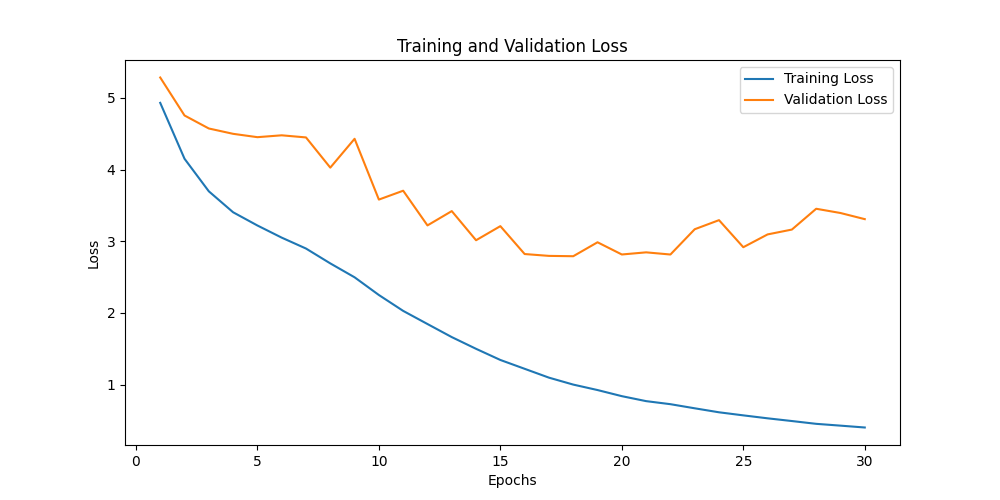 Training and Validation Loss
Training Loss
Validation Loss
5
4
3
2
1
Loss
0 5 10 15 20 25 30
Epochs